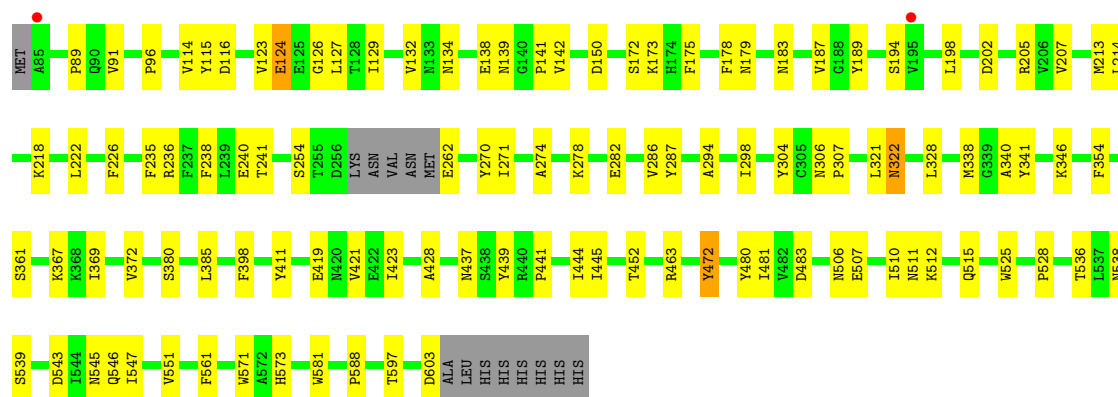 MET A85 P89 Q90 V91 P96 V114 Y115 D116 V123 E124 E125 G126 L127 T128 I129 V132 N133 N134 E138 N139 G140 P141 V142 D150 S172 K173 H174 F175 F178 N179 N183 V187 G188 Y189 S194 V195 L198 D202 R205 V206 V207 M213 L214
K218 L222 F226 F235 R236 F237 F238 L239 E240 T241 S254 T255 D256 LYS ASN VAL ASN MET E262 Y270 I271 A274 K278 E282 V286 Y287 A294 I298 Y304 C305 N306 P307 L321 N322 L328 M338 G339 A340 Y341 K346 F354
S361 K367 K368 I369 V372 S380 L385 F398 Y411 E419 N420 V421 E422 I423 A428 N437 S438 Y439 R440 P441 I444 I445 T452 R463 Y472 Y480 I481 V482 D483 N506 E507 I510 N511 K512 Q515 W525 P528 T536 L537 N538
S539 D543 I544 N545 Q546 I547 V551 F561 W571 A572 H573 W581 P588 T597 D603 ALA LEU HIS HIS HIS HIS HIS HIS